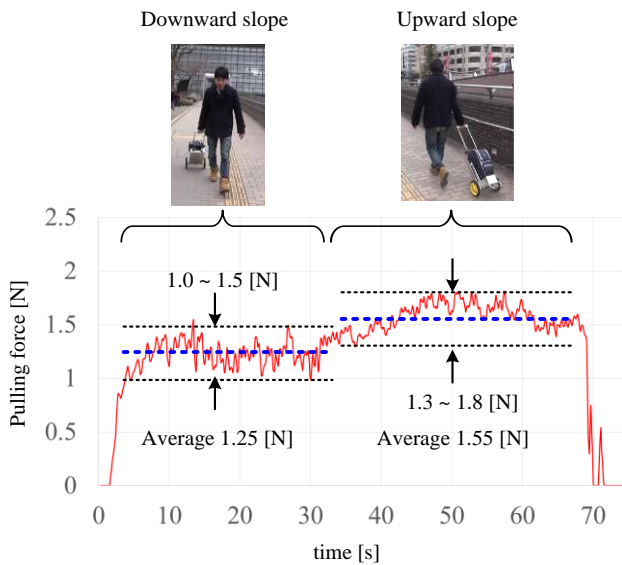 Downward slope
Upward slope
2.5
2
1.5
1
0.5
0
Pulling force [N]
1.0 ~ 1.5 [N]
Average 1.25 [N]
1.3 ~ 1.8 [N]
Average 1.55 [N]
0 10 20 30 40 50 60 70
time [s]